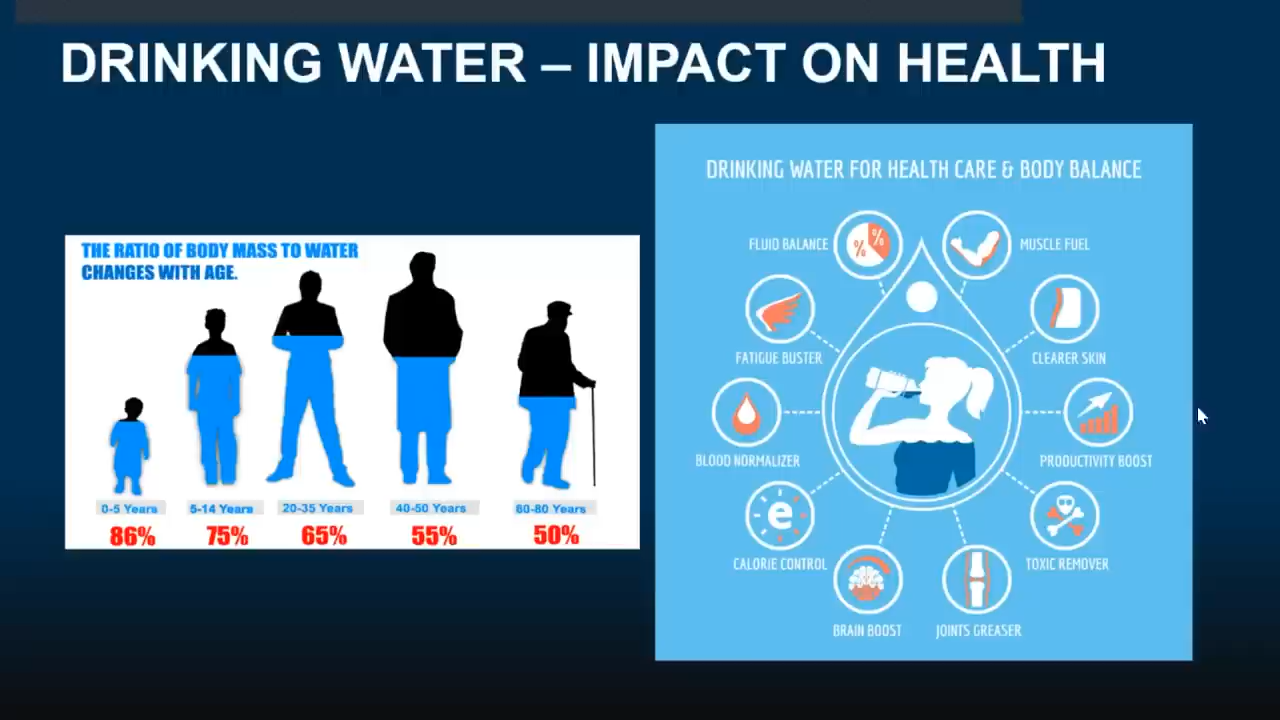 DRINKING WATER – IMPACT ON HEALTH
THE RATIO OF BODY MASS TO WATER
CHANGES WITH AGE.
0-5 Years
5-14 Years
20-35 Years
40-50 Years
60-80 Years
86%
75%
65%
55%
50%
DRINKING WATER FOR HEALTH CARE & BODY BALANCE
FLUID BALANCE
%
%
MUSCLE FUEL
FATIGUE BUSTER
CLEARER SKIN
BLOOD NORMALIZER
PRODUCTIVITY BOOST
e
CALORIE CONTROL
TOXIC REMOVER
BRAIN BOOST
JOINTS GREASER